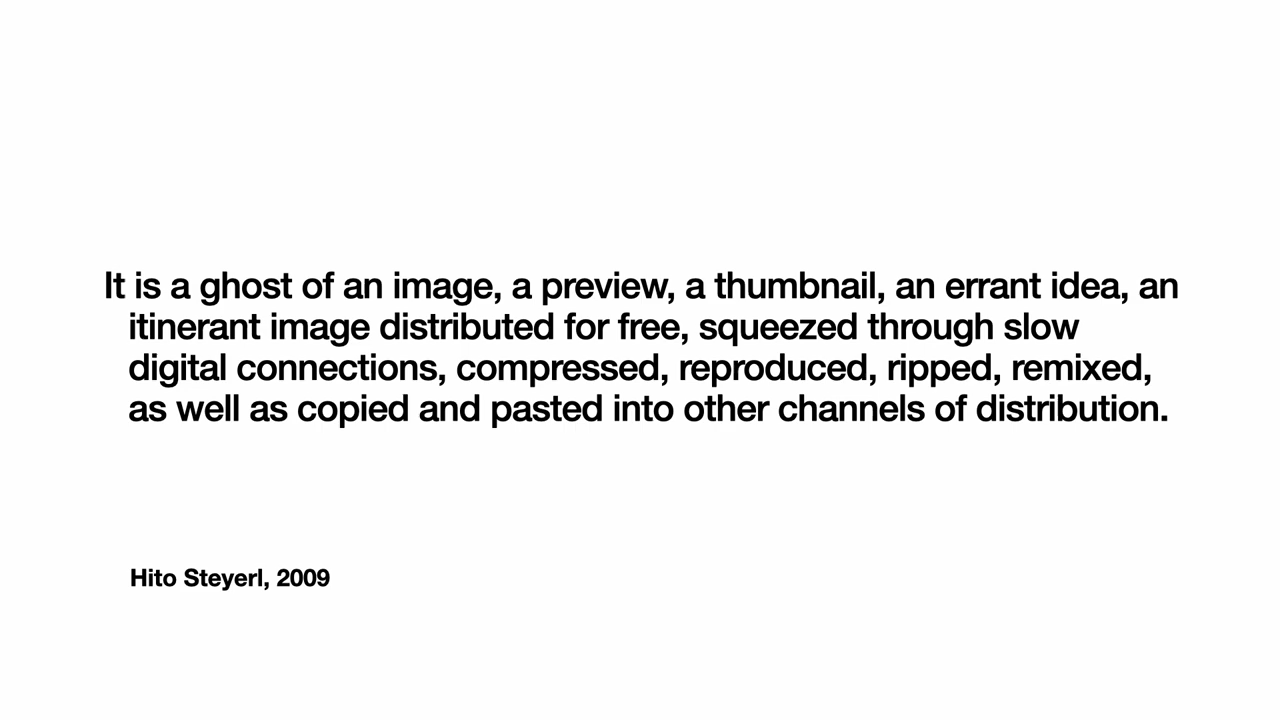 It is a ghost of an image, a preview, a thumbnail, an errant idea, an
itinerant image distributed for free, squeezed through slow
digital connections, compressed, reproduced, ripped, remixed,
as well as copied and pasted into other channels of distribution.
Hito Steyerl, 2009